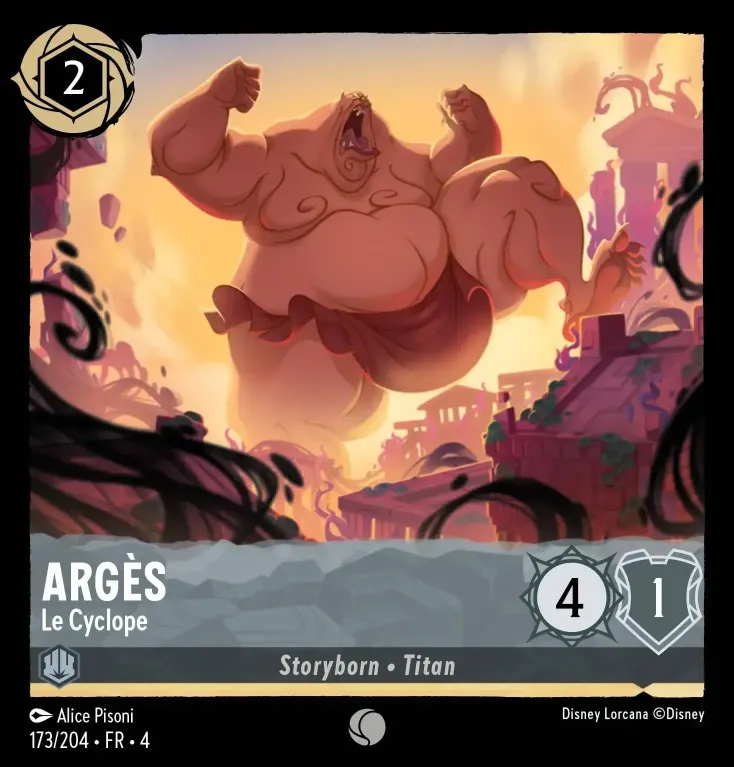 2
ARGÈS
4
1
Le Cyclope
Storyborn • Titan
Alice Pisoni
Disney Lorcana ©Disney
173/204 • FR • 4